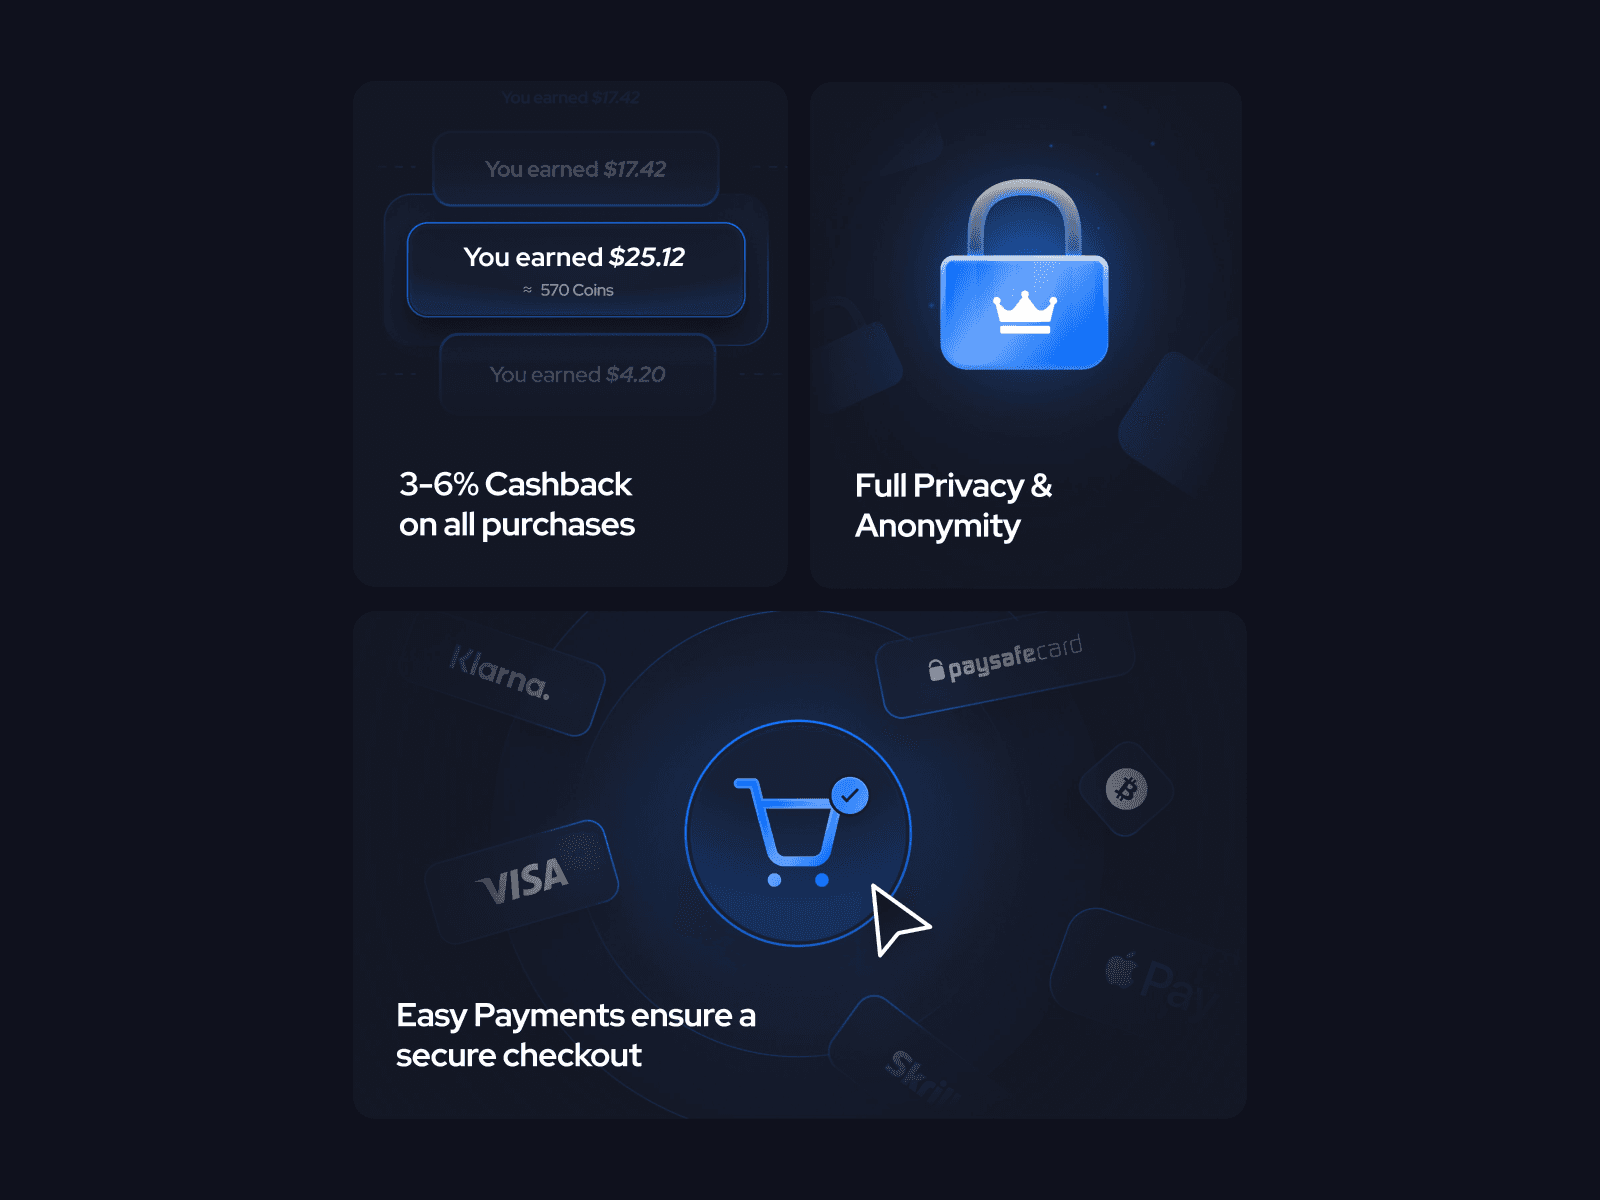 You earned $17.42
You earned $17.42
You earned $25.12
≈ 570 Coins
You earned $4.20
3-6% Cashback
on all purchases
Full Privacy &
Anonymity
Klarna.
paysafecard
VISA
Pay
Skrill
Easy Payments ensure a
secure checkout